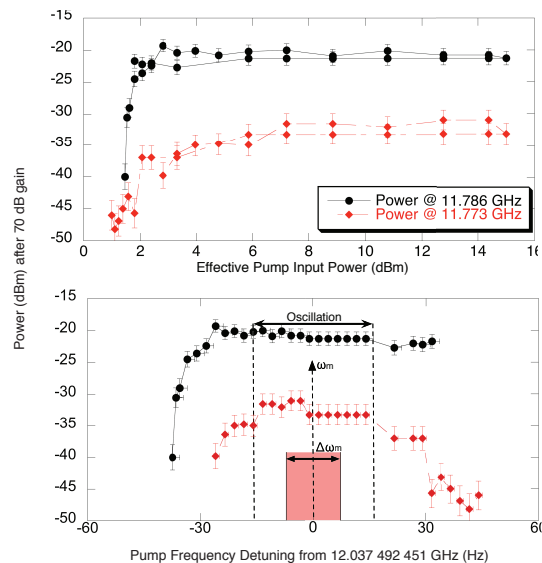 -15
-20
-25
-30
-35
-40
-45
-50
0 2 4 6 8 10 12 14 16
Power @ 11.786 GHz
Power @ 11.773 GHz
Effective Pump Input Power (dBm)
Power (dBm) after 70 dB gain
-15
-20
-25
-30
-35
-40
-45
-50
Oscillation
ωm
Δωm
-60 -30 0 30 60
Pump Frequency Detuning from 12.037 492 451 GHz (Hz)